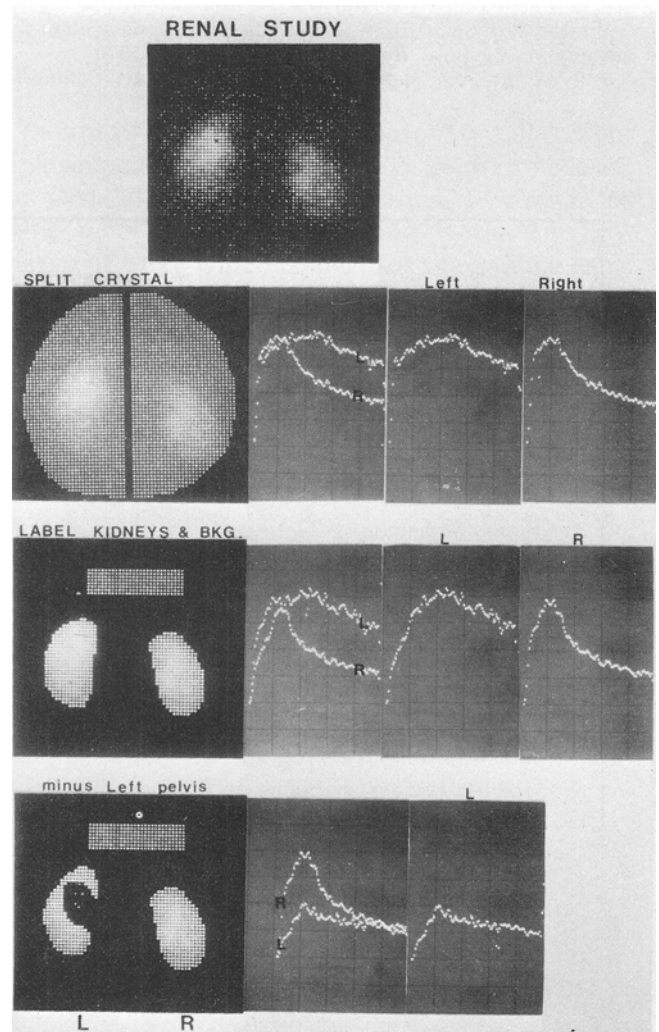 RENAL STUDY
SPLIT CRYSTAL
Left
Right
L
R
LABEL KIDNEYS & BKG.
L
R
L
R
minus Left pelvis
L
R
L
L
R